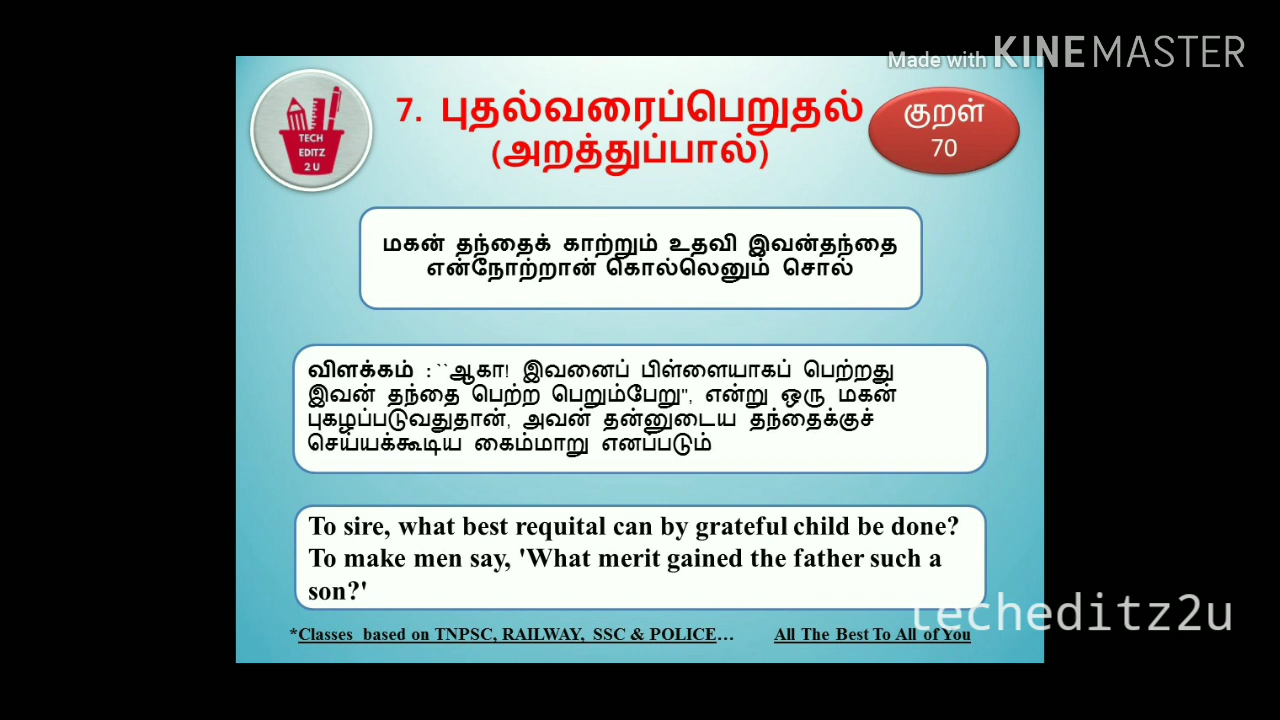 Made with KINEMASTER
TECH
EDITZ
2 U
7. புதல்வரைப்பெறுதல்
(அறத்துப்பால்)
குறள்
70
மகன் தந்தைக் காற்றும் உதவி இவன்தந்தை
என்நோற்றான் கொல்லெனும் சொல்
விளக்கம் : ``ஆகா! இவனைப் பிள்ளையாகப் பெற்றது
இவன் தந்தை பெற்ற பெறும்பேறு'', என்று ஒரு மகன்
புகழப்படுவதுதான், அவன் தன்னுடைய தந்தைக்குச்
செய்யக்கூடிய கைம்மாறு எனப்படும்
To sire, what best requital can by grateful child be done?
To make men say, 'What merit gained the father such a
son?'
techeditz2u
*Classes based on TNPSC, RAILWAY, SSC & POLICE... All The Best To All of You